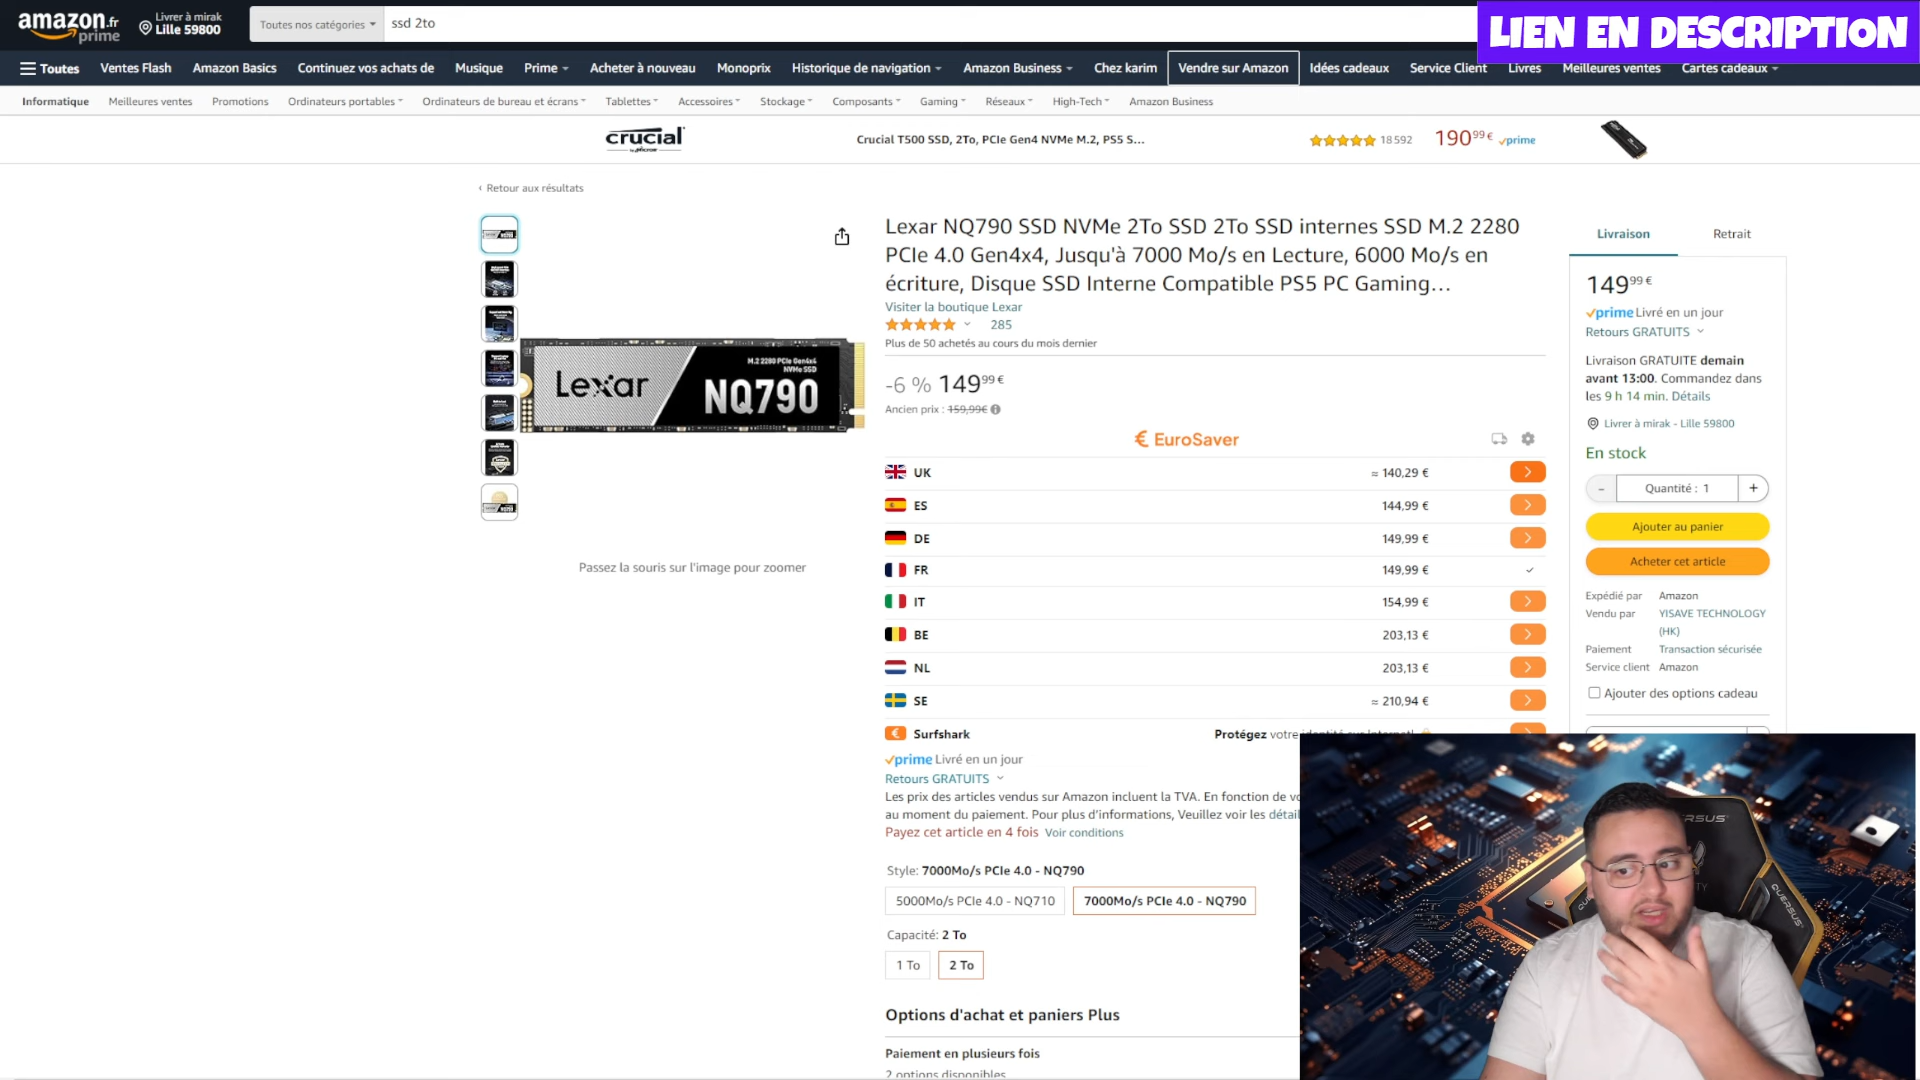 amazon.fr
prime
Livrer à mirak
Lille 59800
Toutes nos catégories
ssd 2to
LIEN EN DESCRIPTION
Toutes
Ventes Flash
Amazon Basics
Continuez vos achats de
Musique
Prime
Acheter à nouveau
Monoprix
Historique de navigation
Amazon Business
Chez karim
Vendre sur Amazon
Idées cadeaux
Service Client
Livres
Meilleures ventes
Cartes cadeaux
Informatique
Meilleures ventes
Promotions
Ordinateurs portables
Ordinateurs de bureau et écrans
Tablettes
Accessoires
Stockage
Composants
Gaming
Réseaux
High-Tech
Amazon Business
crucial
Crucial T500 SSD, 2To, PCIe Gen4 NVMe M.2, PS5 S...
18 592
190,99 €
prime
‹ Retour aux résultats
Lexar
M.2 2280 PCIe Gen4x4
NVMe SSD
NQ790
Passez la souris sur l'image pour zoomer
Lexar NQ790 SSD NVMe 2To SSD 2To SSD internes SSD M.2 2280
PCIe 4.0 Gen4x4, Jusqu'à 7000 Mo/s en Lecture, 6000 Mo/s en
écriture, Disque SSD Interne Compatible PS5 PC Gaming…
Visiter la boutique Lexar
285
Plus de 50 achetés au cours du mois dernier
-6 % 149,99 €
Ancien prix : 159,99€
€ EuroSaver
UK ≈ 140,29 €
ES 144,99 €
DE 149,99 €
FR 149,99 €
IT 154,99 €
BE 203,13 €
NL 203,13 €
SE ≈ 210,94 €
Surfshark Protégez votre identité sur Internet!
prime Livré en un jour
Retours GRATUITS
Les prix des articles vendus sur Amazon incluent la TVA. En fonction de vo
au moment du paiement. Pour plus d'informations, Veuillez voir les détail
Payez cet article en 4 fois Voir conditions
Style: 7000Mo/s PCIe 4.0 - NQ790
5000Mo/s PCIe 4.0 - NQ710
7000Mo/s PCIe 4.0 - NQ790
Capacité: 2 To
1 To
2 To
Options d'achat et paniers Plus
Paiement en plusieurs fois
2 options disponibles
Livraison
Retrait
149,99 €
prime Livré en un jour
Retours GRATUITS
Livraison GRATUITE demain
avant 13:00. Commandez dans
les 9 h 14 min. Détails
Livrer à mirak - Lille 59800
En stock
- Quantité : 1 +
Ajouter au panier
Acheter cet article
Expédié par Amazon
Vendu par YISAVE TECHNOLOGY
(HK)
Paiement Transaction sécurisée
Service client Amazon
Ajouter des options cadeau
QUERSUS